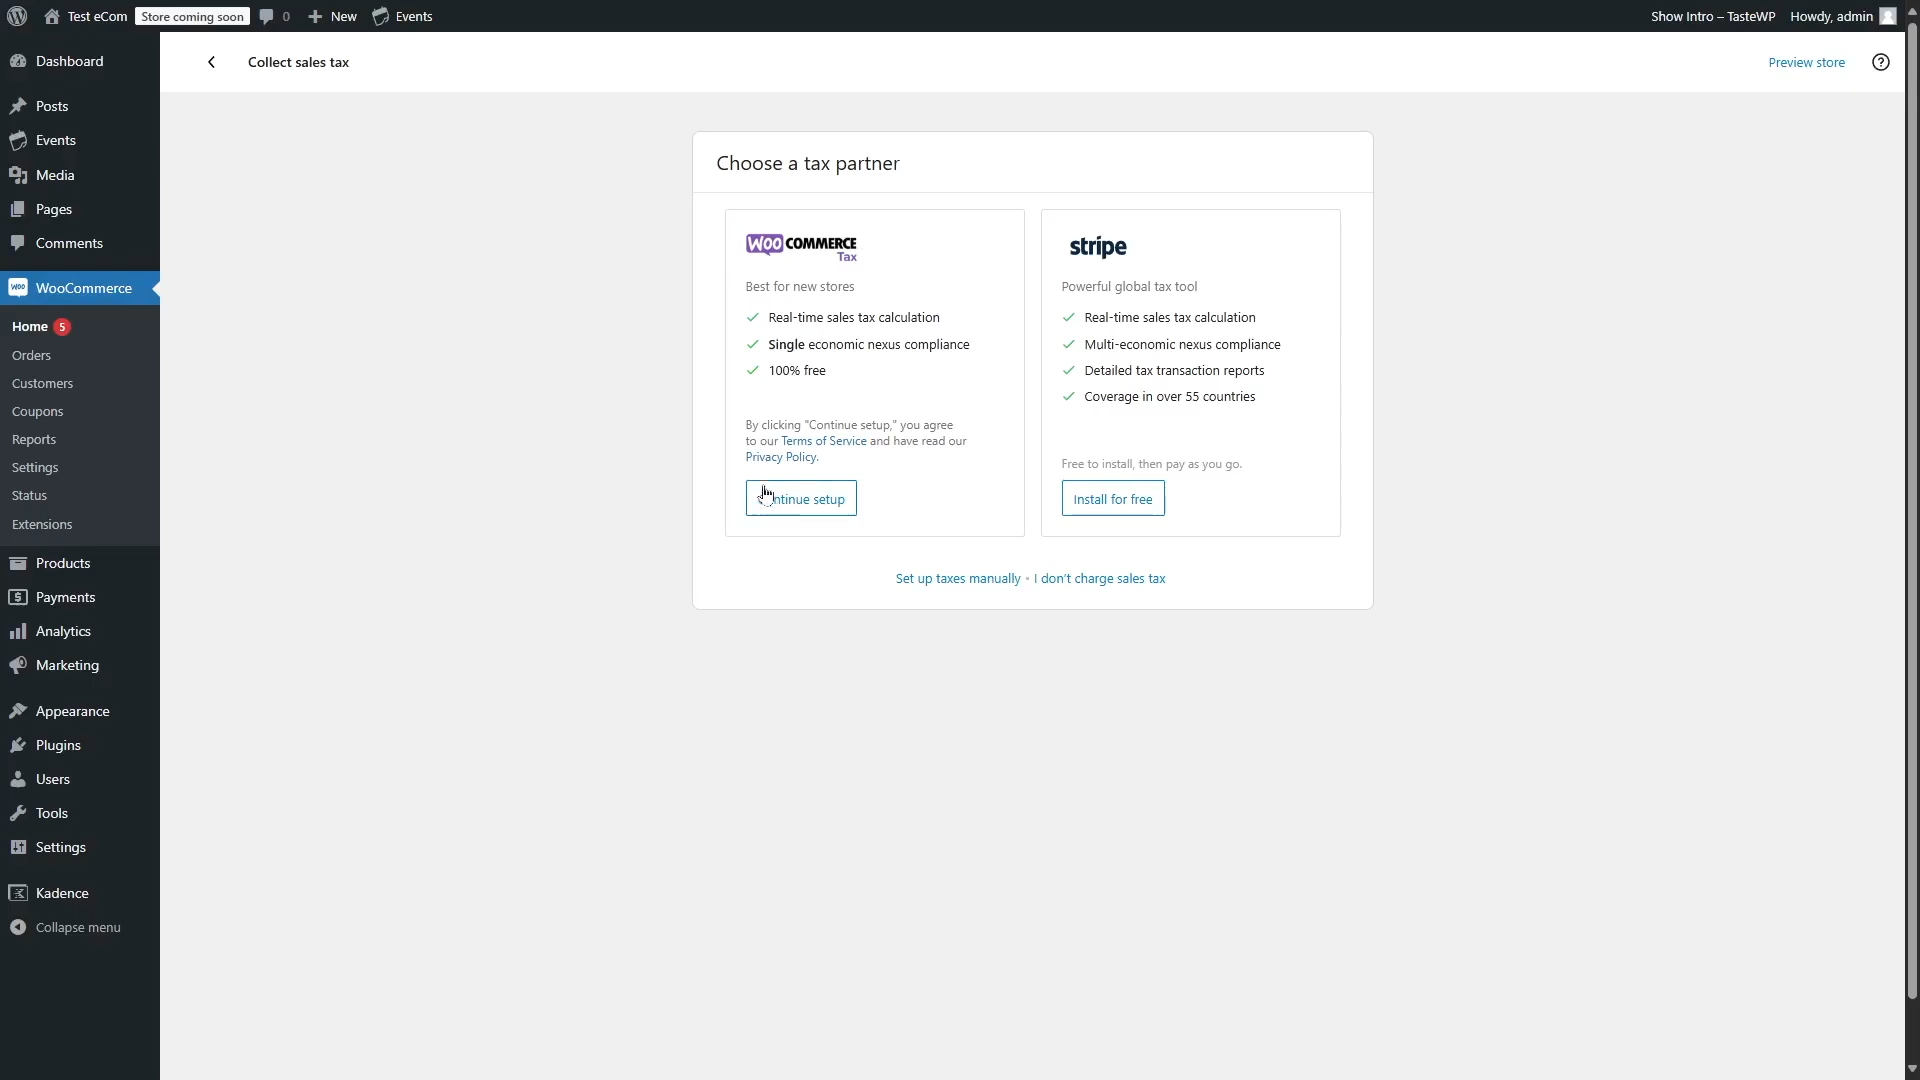 Test eCom
Store coming soon
0
New
Events
Show Intro – TasteWP
Howdy, admin
Dashboard
Posts
Events
Media
Pages
Comments
WooCommerce
Home 5
Orders
Customers
Coupons
Reports
Settings
Status
Extensions
Products
Payments
Analytics
Marketing
Appearance
Plugins
Users
Tools
Settings
Kadence
Collapse menu
Collect sales tax
Preview store
Choose a tax partner
WOO COMMERCE
Tax
Best for new stores
Real-time sales tax calculation
Single economic nexus compliance
100% free
By clicking "Continue setup," you agree
to our Terms of Service and have read our
Privacy Policy.
ntinue setup
stripe
Powerful global tax tool
Real-time sales tax calculation
Multi-economic nexus compliance
Detailed tax transaction reports
Coverage in over 55 countries
Free to install, then pay as you go.
Install for free
Set up taxes manually • I don't charge sales tax